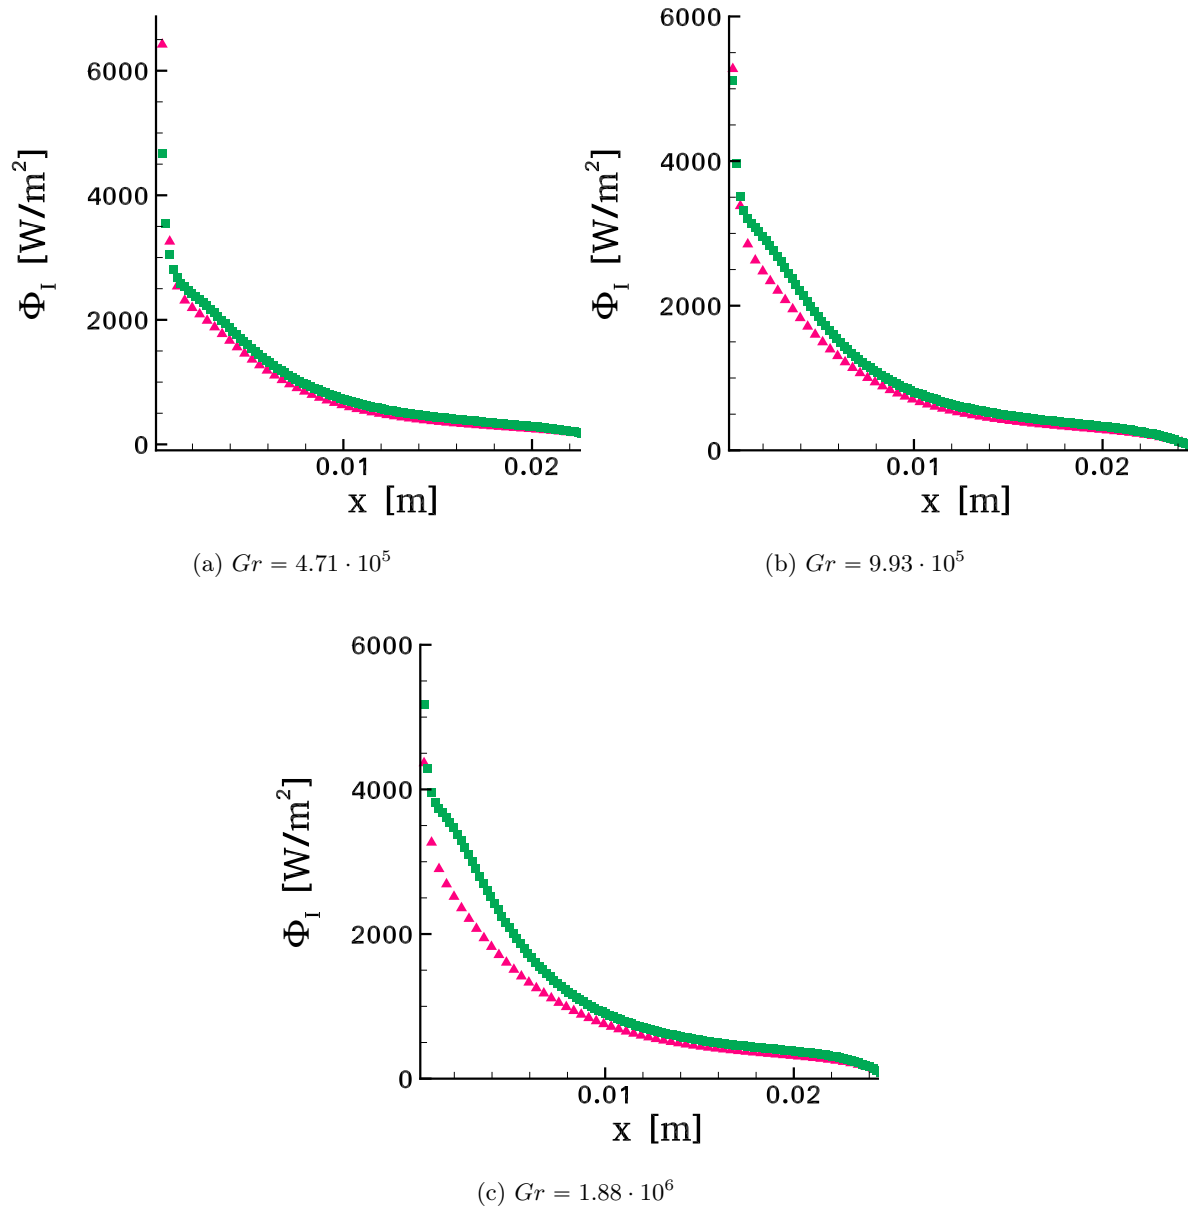 6000
4000
2000
0
Φ_I [W/m²]
0.01 0.02
x [m]
(a) Gr = 4.71 · 10⁵
6000
4000
2000
0
Φ_I [W/m²]
0.01 0.02
x [m]
(b) Gr = 9.93 · 10⁵
6000
4000
2000
0
Φ_I [W/m²]
0.01 0.02
x [m]
(c) Gr = 1.88 · 10⁶